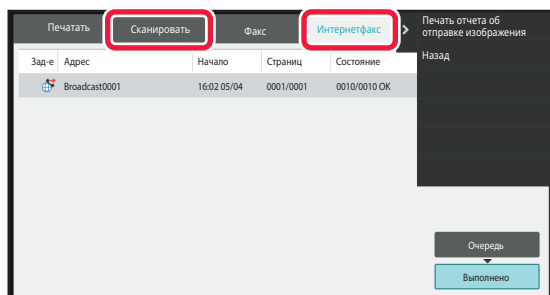 Печатать Сканировать Факс Интернетфакс
Зад-е Адрес Начало Страниц Состояние
Broadcast0001 16:02 05/04 0001/0001 0010/0010 OK
Печать отчета об
отправке изображения
Назад
Очередь
Выполнено